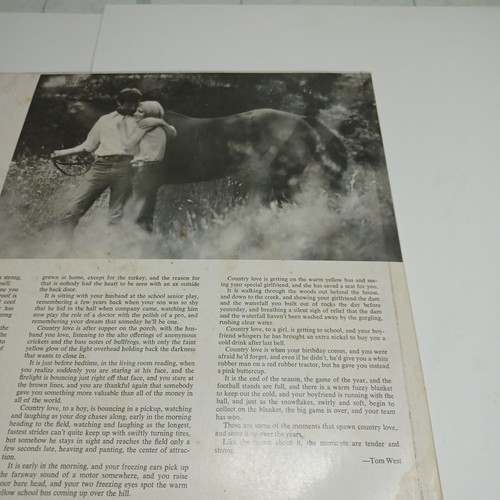 s strong,
self.
me you
roof is
f cool
r has
ming
the
the
to
of
grown at home, except for the turkey, and the reason for
that is nobody had the heart to be seen with an ax outside
the back door.
It is sitting with your husband at the school senior play,
remembering a few years back when your son was so shy
that he hid in the hall when company came, watching him
now play the role of a doctor with the polish of a pro, and
remembering your dream that someday he'll be one.
Country love is after supper on the porch, with the hus-
band you love, listening to the alto offerings of anonymous
crickets and the bass notes of bullfrogs, with only the faint
yellow glow of the light overhead holding back the darkness
that wants to close in.
It is just before bedtime, in the living room reading, when
you realize suddenly you are staring at his face, and the
firelight is bouncing just right off that face, and you stare at
the brown lines, and you are thankful again that somebody
gave you something more valuable than all of the money in
all of the world.
Country love, to a boy, is bouncing in a pickup, watching
and laughing as your dog chases along, early in the morning
heading to the field, watching and laughing as the longest,
fastest strides can't quite keep up with swiftly turning tires,
but somehow he stays in sight and reaches the field only a
few seconds late, heaving and panting, the center of attrac-
tion.
It is early in the morning, and your freezing ears pick up
the faraway sound of a motor somewhere, and you raise
your bare head, and your two freezing eyes spot the warm
yellow school bus coming up over the hill.
Country love is getting on the warm yellow bus and see-
ing your special girlfriend, and she has saved a seat for you.
It is walking through the woods out behind the house,
and down to the creek, and showing your girlfriend the dam
and the waterfall you built out of rocks the day before
yesterday, and breathing a silent sigh of relief that the dam
and the waterfall haven't been washed away by the gurgling,
rushing clear water.
Country love, to a girl, is getting to school, and your boy-
friend whispers he has brought an extra nickel to buy you a
cold drink after last bell.
Country love is when your birthday comes, and you were
afraid he'd forget, and even if he didn't, he'd give you a white
rubber man on a red rubber tractor, but he gave you instead
a pink buttercup.
It is the end of the season, the game of the year, and the
football stands are full, and there is a warm fuzzy blanket
to keep out the cold, and your boyfriend is running with the
ball, and just as the snowflakes, swirly and soft, begin to
collect on the blanket, the big game is over, and your team
has won.
These are some of the moments that spawn country love,
and some it up over the years,
Like the about it, the moments are tender and
strong.
—Tom West